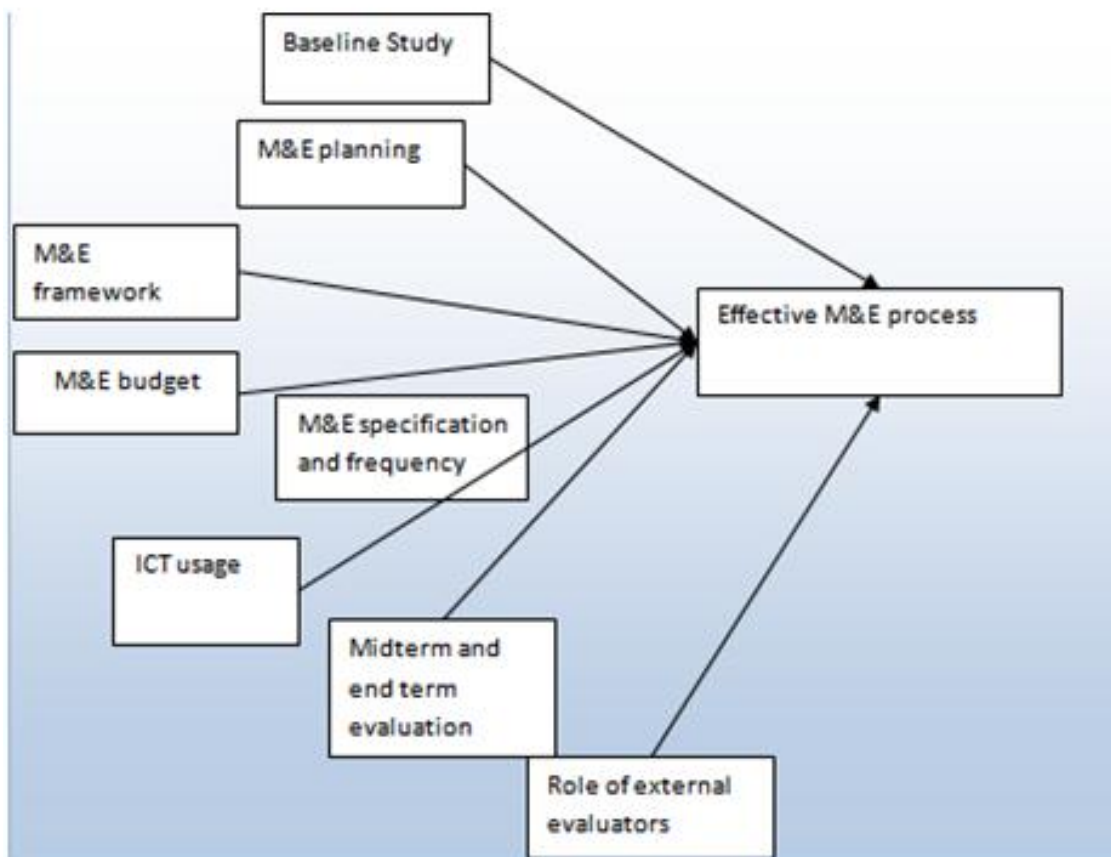 Baseline Study
M&E planning
M&E
framework
Effective M&E process
M&E budget
M&E specification
and frequency
ICT usage
Midterm and
end term
evaluation
Role of external
evaluators